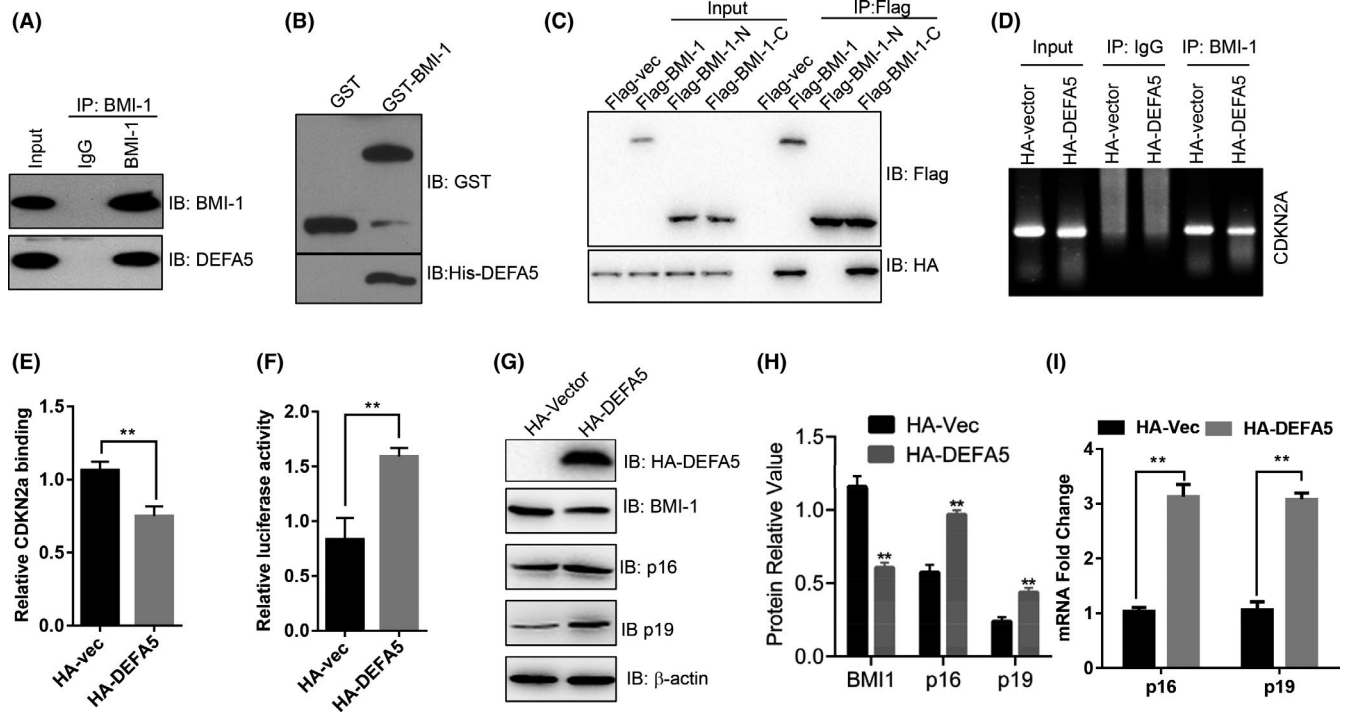 (A)
IP: BMI-1
Input
IgG
BMI-1
IB: BMI-1
IB: DEFA5
(B)
GST
GST-BMI-1
IB: GST
IB:His-DEFA5
(C)
Input
IP:Flag
Flag-vec
Flag-BMI-1
Flag-BMI-1-N
Flag-BMI-1-C
Flag-vec
Flag-BMI-1
Flag-BMI-1-N
Flag-BMI-1-C
IB: Flag
IB: HA
(D)
Input
IP: IgG
IP: BMI-1
HA-vector
HA-DEFA5
HA-vector
HA-DEFA5
HA-vector
HA-DEFA5
CDKN2A
(E)
Relative CDKN2a binding
1.5
1.0
0.5
0.0
**
HA-vec
HA-DEFA5
(F)
Relative luciferase activity
2.0
1.5
1.0
0.5
0.0
**
HA-vec
HA-DEFA5
(G)
HA-Vector
HA-DEFA5
IB: HA-DEFA5
IB: BMI-1
IB: p16
IB p19
IB: β-actin
(H)
HA-Vec
HA-DEFA5
Protein Relative Value
1.5
1.0
0.5
0.0
**
**
**
BMI1
p16
p19
(I)
HA-Vec
HA-DEFA5
mRNA Fold Change
4
3
2
1
0
**
**
p16
p19